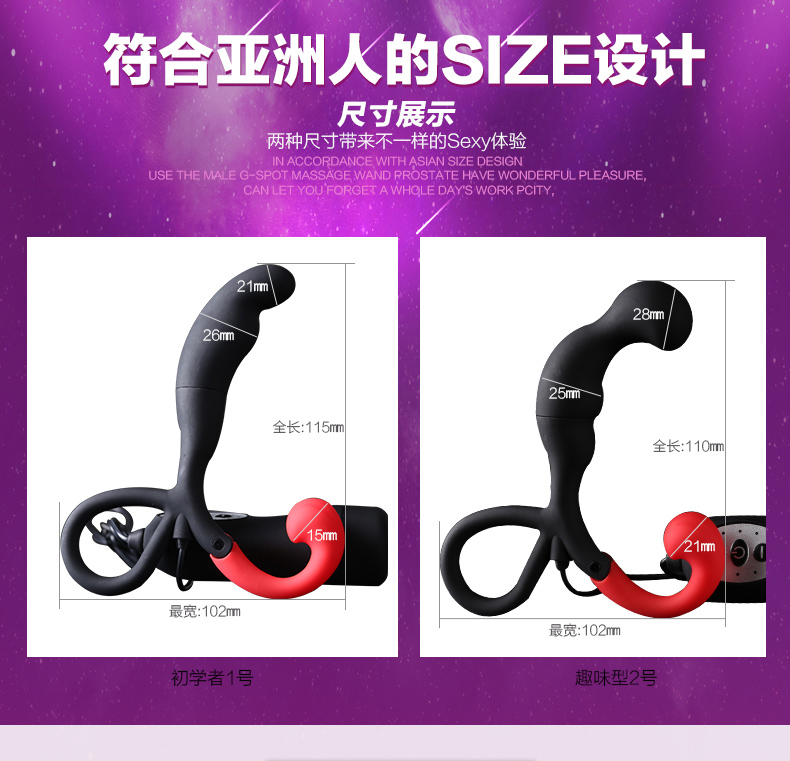 符合亚洲人的SIZE设计
尺寸展示
两种尺寸带来不一样的Sexy体验
IN ACCORDANCE WITH ASIAN SIZE DESIGN
USE THE MALE G-SPOT MASSAGE WAND PROSTATE HAVE WONDERFUL PLEASURE,
CAN LET YOU FORGET A WHOLE DAY'S WORK PCITY,
21mm
26mm
全长:115mm
15mm
最宽:102mm
初学者1号
28mm
25mm
全长:110mm
21mm
最宽:102mm
趣味型2号